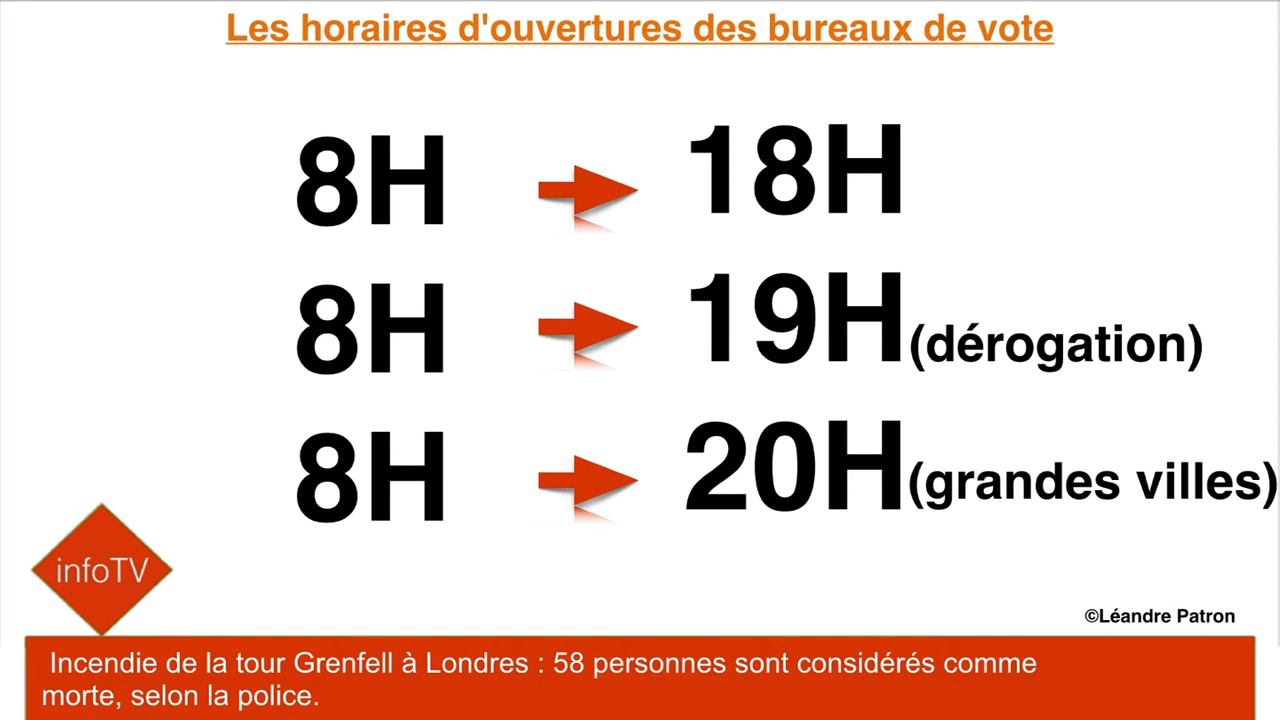 Les horaires d'ouvertures des bureaux de vote
8H 18H
8H 19H (dérogation)
8H 20H (grandes villes)
infoTV
©Léandre Patron
Incendie de la tour Grenfell à Londres : 58 personnes sont considérés comme
morte, selon la police.